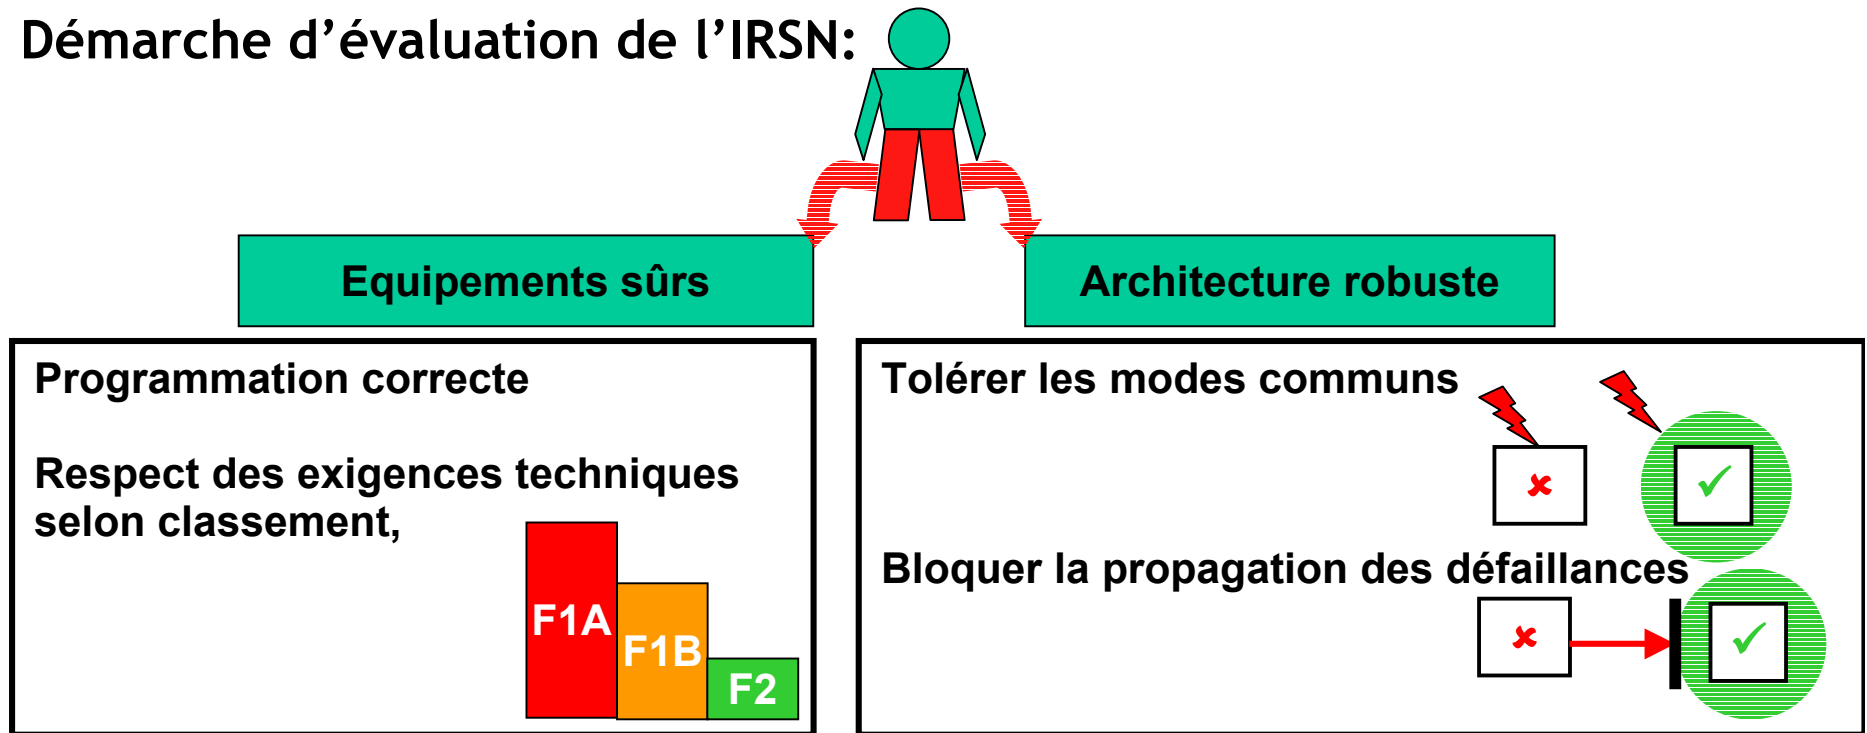 Démarche d’évaluation de l’IRSN:
Equipements sûrs
Architecture robuste
Programmation correcte
Respect des exigences techniques
selon classement,
F1A
F1B
F2
Tolérer les modes communs
Bloquer la propagation des défaillances